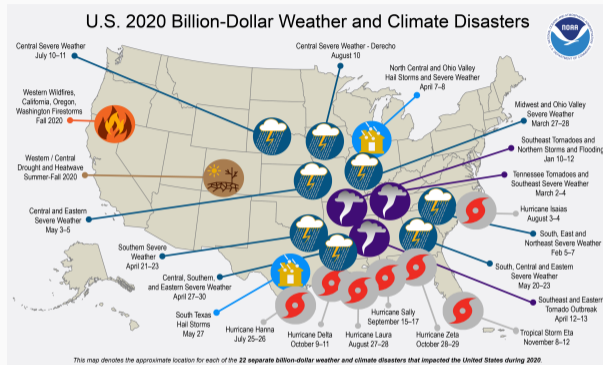 U.S. 2020 Billion-Dollar Weather and Climate Disasters
NOAA
Central Severe Weather
July 10–11
Central Severe Weather - Derecho
August 10
North Central and Ohio Valley
Hail Storms and Severe Weather
April 7–8
Western Wildfires,
California, Oregon,
Washington Firestorms
Fall 2020
Midwest and Ohio Valley
Severe Weather
March 27–28
Southeast Tornadoes and
Northern Storms and Flooding
Jan 10–12
Western / Central
Drought and Heatwave
Summer-Fall 2020
Tennessee Tornadoes and
Southeast Severe Weather
March 2–4
Central and Eastern
Severe Weather
May 3–5
Hurricane Isaias
August 3–4
South, East and
Northeast Severe Weather
Feb 5–7
Southern Severe
Weather
April 21–23
South, Central and Eastern
Severe Weather
May 20–23
Central, Southern,
and Eastern Severe Weather
April 27–30
Southeast and Eastern
Tornado Outbreak
April 12–13
South Texas
Hail Storms
May 27
Hurricane Hanna
July 25–26
Hurricane Delta
October 9–11
Hurricane Laura
August 27–28
Hurricane Sally
September 15–17
Hurricane Zeta
October 28–29
Tropical Storm Eta
November 8–12
This map denotes the approximate location for each of the 22 separate billion-dollar weather and climate disasters that impacted the United States during 2020.